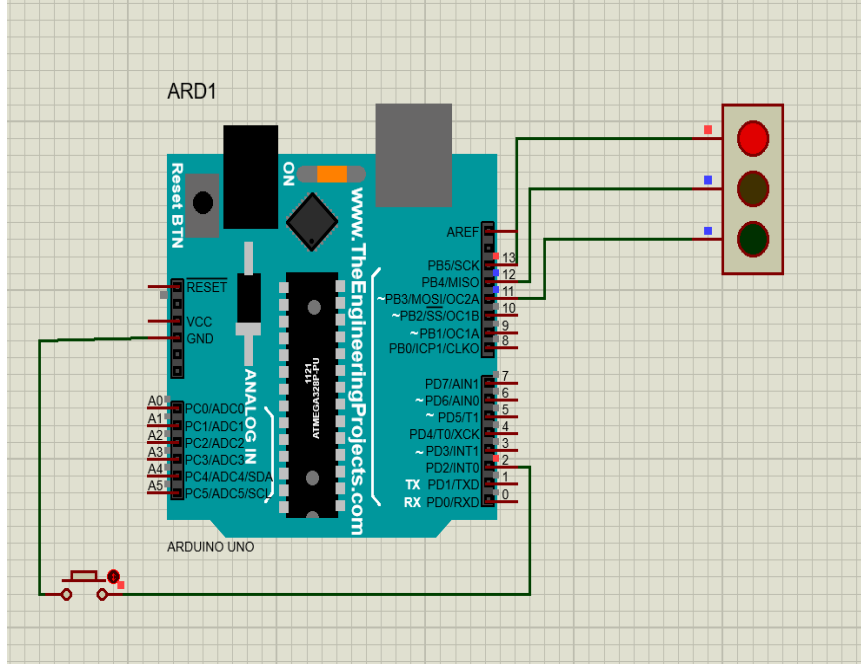 ARD1
Reset BTN
ON
www.TheEngineeringProjects.com
RESET
VCC
GND
ANALOG IN
1121
ATMEGA328P-PU
AREF
PB5/SCK 13
PB4/MISO 12
~PB3/MOSI/OC2A 11
~PB2/SS/OC1B 10
~PB1/OC1A 9
PB0/ICP1/CLKO 8
PD7/AIN1 7
~PD6/AIN0 6
~PD5/T1 5
PD4/T0/XCK 4
~PD3/INT1 3
PD2/INT0 2
TX PD1/TXD 1
RX PD0/RXD 0
A0 PC0/ADC0
A1 PC1/ADC1
A2 PC2/ADC2
A3 PC3/ADC3
A4 PC4/ADC4/SDA
A5 PC5/ADC5/SCL
ARDUINO UNO